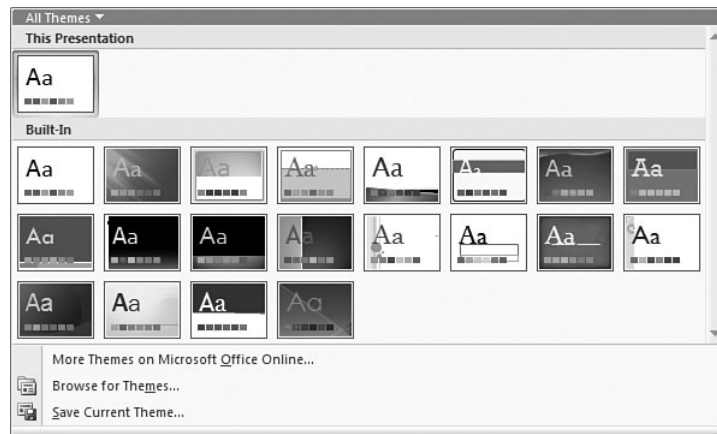 All Themes
This Presentation
Aa
Built-In
Aa Aa Aa Aa Aa Aa Aa Aa
Aa Aa Aa Aa Aa Aa Aa Aa
Aa Aa Aa Aa
More Themes on Microsoft Office Online...
Browse for Themes...
Save Current Theme...